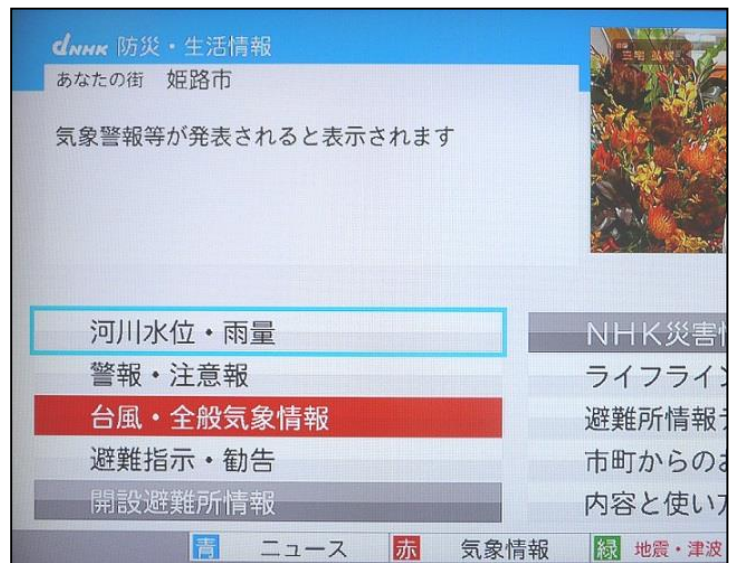 dNHK 防災・生活情報
あなたの街 姫路市
気象警報等が発表されると表示されます
河川水位・雨量
警報・注意報
台風・全般気象情報
避難指示・勧告
開設避難所情報
NHK災害
ライフライン
避難所情報
市町からのお
内容と使い方
青 ニュース 赤 気象情報 緑 地震・津波